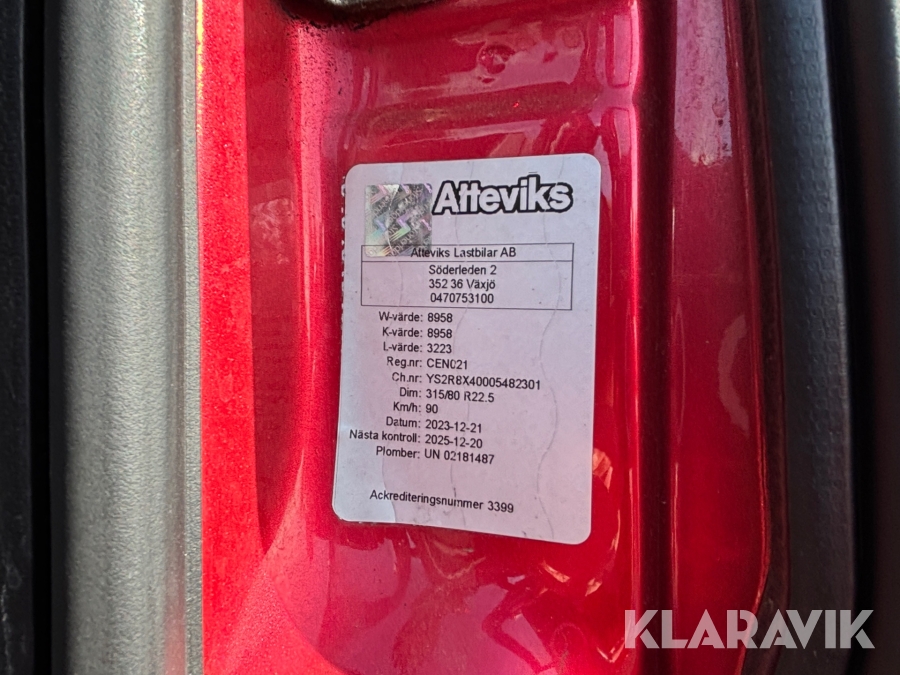 Atteviks
Atteviks Lastbilar AB
Söderleden 2
352 36 Växjö
0470753100
W-värde: 8958
K-värde: 8958
L-värde: 3223
Reg.nr: CEN021
Ch.nr: YS2R8X40005482301
Dim: 315/80 R22.5
Km/h: 90
Datum: 2023-12-21
Nästa kontroll: 2025-12-20
Plomber: UN 02181487
Ackrediteringsnummer 3399
KLARAVIK